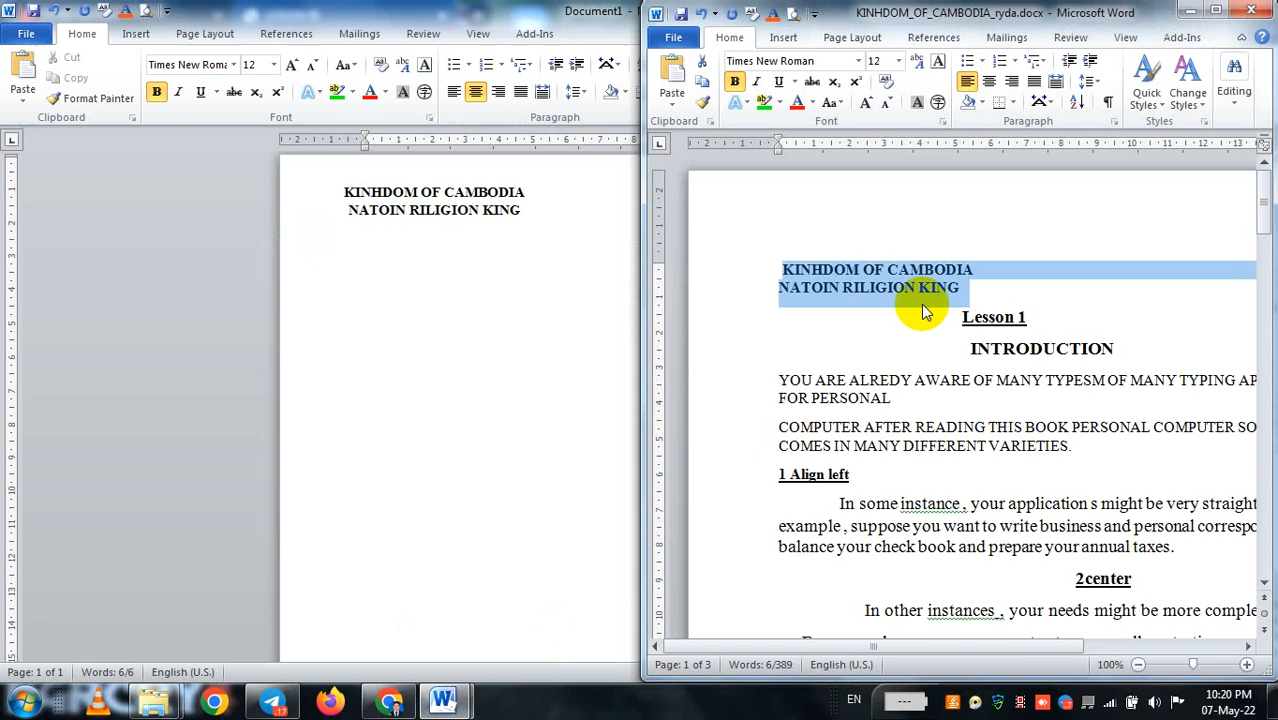 Document1
File Home Insert Page Layout References Mailings Review View Add-Ins
Cut
Copy
Format Painter
Paste
Times New Roma 12
Clipboard Font Paragraph
KINHDOM OF CAMBODIA
NATOIN RILIGION KING
Page: 1 of 1 Words: 6/6 English (U.S.)
KINHDOM_OF_CAMBODIA_ryda.docx - Microsoft Word
File Home Insert Page Layout References Mailings Review View Add-Ins
Times New Roman 12
Paste
Quick Styles
Change Styles
Editing
Clipboard Font Paragraph Styles
KINHDOM OF CAMBODIA
NATOIN RILIGION KING
Lesson 1
INTRODUCTION
YOU ARE ALREDY AWARE OF MANY TYPESM OF MANY TYPING AP
FOR PERSONAL
COMPUTER AFTER READING THIS BOOK PERSONAL COMPUTER SO
COMES IN MANY DIFFERENT VARIETIES.
1 Align left
In some instance , your application s might be very straight
example , suppose you want to write business and personal correspo
balance your check book and prepare your annual taxes.
2center
In other instances , your needs might be more comple
Page: 1 of 3 Words: 6/389 English (U.S.) 100%
EN
10:20 PM
07-May-22